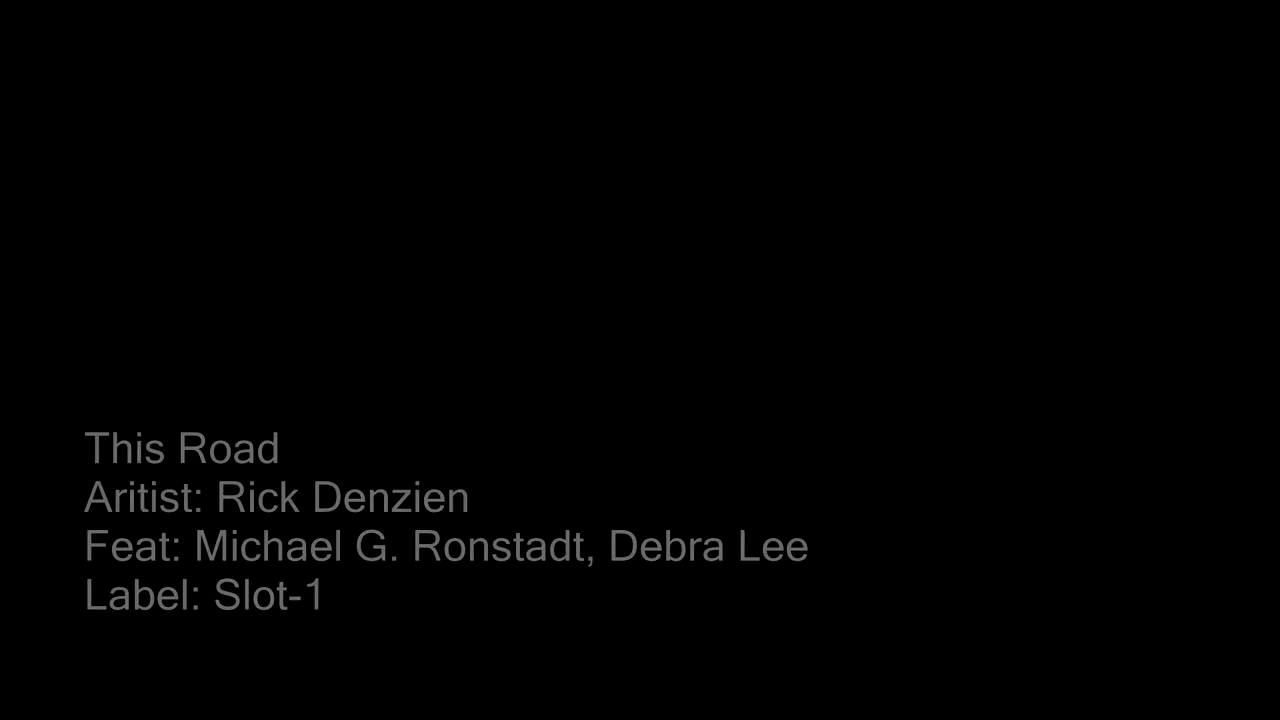 This Road
Aritist: Rick Denzien
Feat: Michael G. Ronstadt, Debra Lee
Label: Slot-1